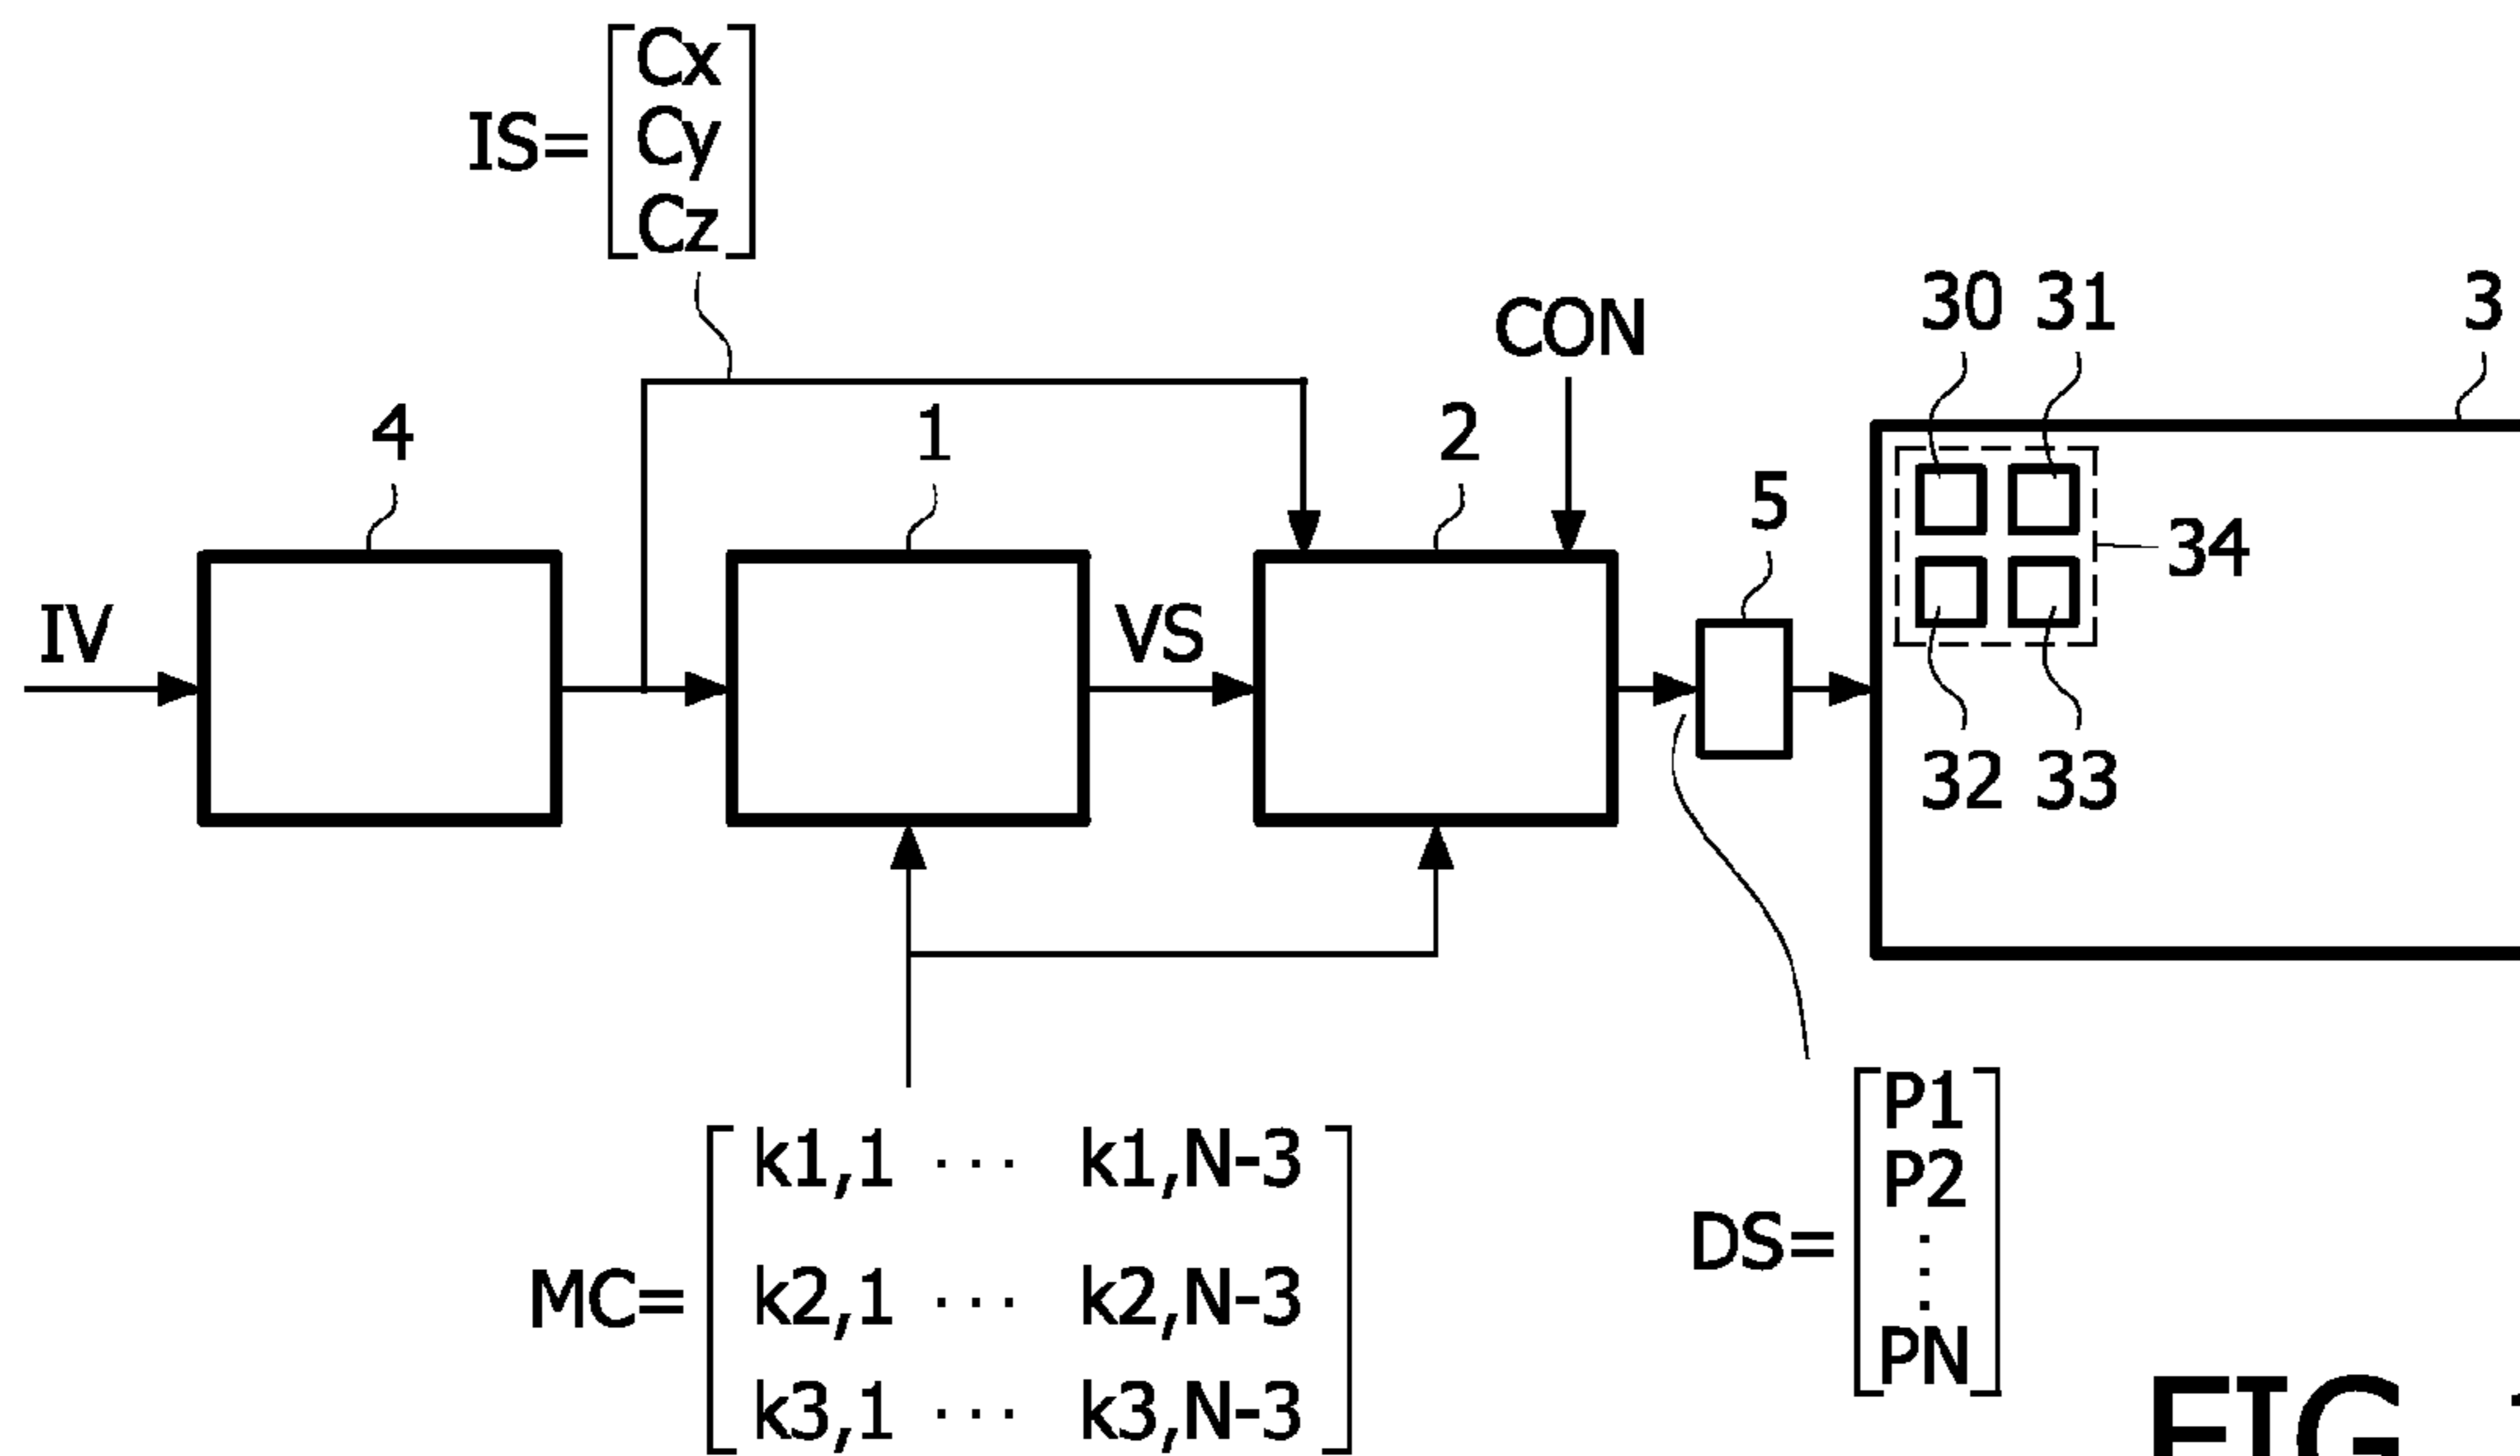 Cx
IS= Cy
Cz
CON
30 31 3
4 1 2
5
34
IV VS
32 33
k1,1 ··· k1,N-3
MC= k2,1 ··· k2,N-3
k3,1 ··· k3,N-3
P1
P2
DS= :
PN
FIG